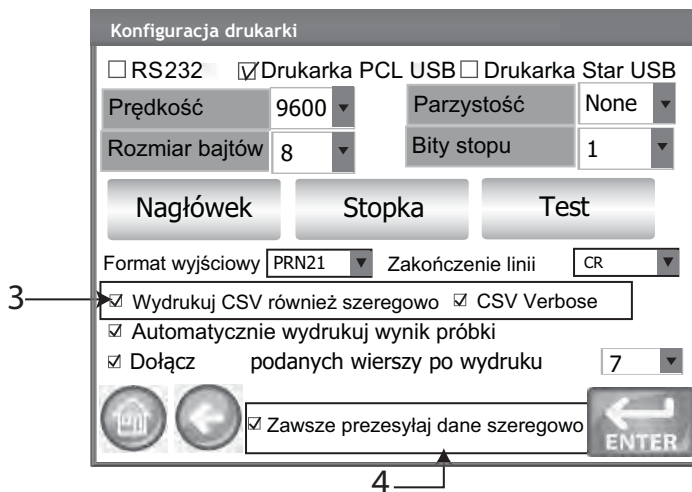 Konfiguracja drukarki
RS232 Drukarka PCL USB Drukarka Star USB
Prędkość 9600 Parzystość None
Rozmiar bajtów 8 Bity stopu 1
Nagłówek Stopka Test
Format wyjściowy PRN21 Zakończenie linii CR
3 Wydrukuj CSV również szeregowo CSV Verbose
Automatycznie wydrukuj wynik próbki
Dołącz podanych wierszy po wydruku 7
Zawsze prezesyłaj dane szeregowo ENTER
4